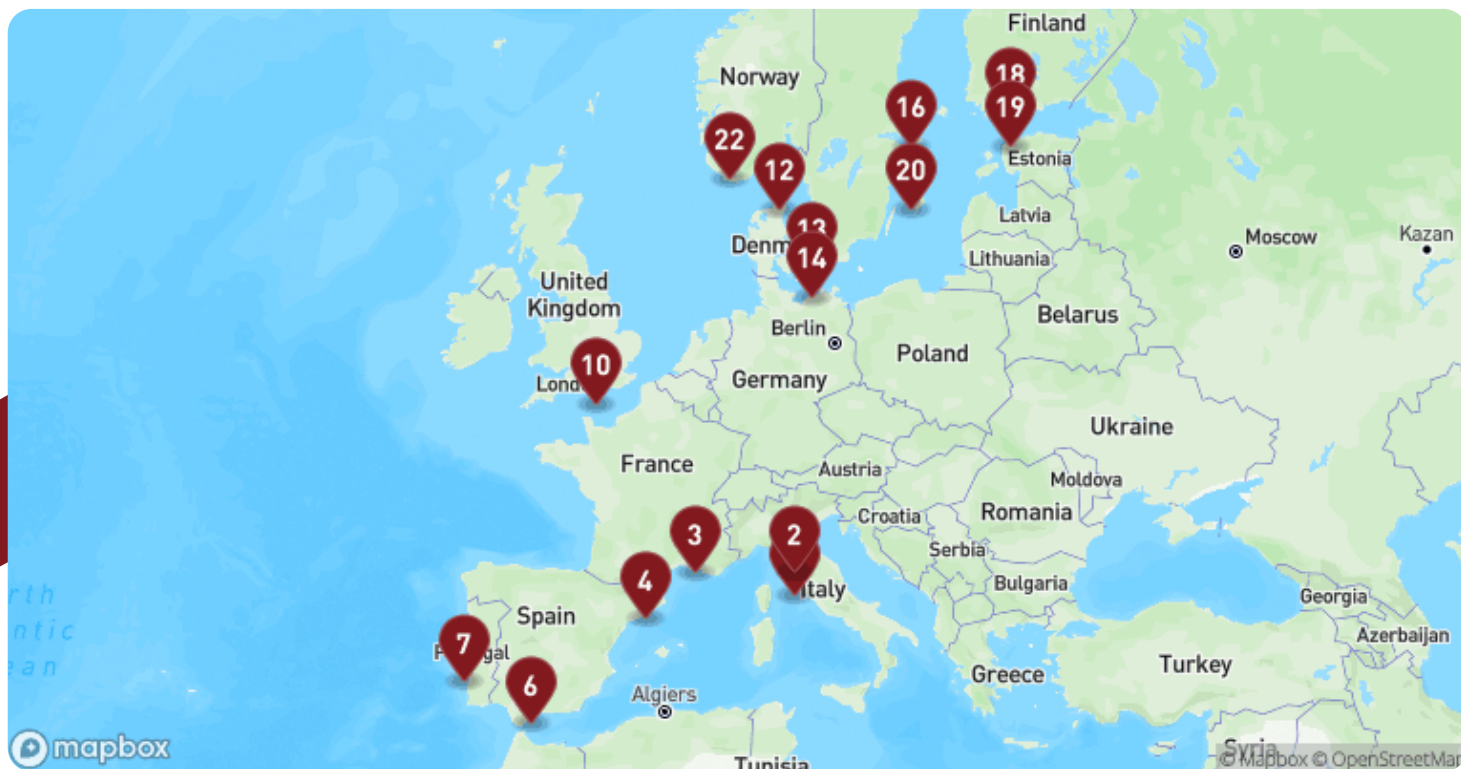 Finland
Norway
18
16
19
22
Estonia
12
20
Latvia
13
Denm
Moscow
Kazan
14
Lithuania
United
Kingdom
Belarus
Berlin
Poland
10
Lond
Germany
Ukraine
France
Austria
Moldova
Croatia
Romania
3
2
Serbia
4
Bulgaria
Italy
Georgia
Spain
Azerbaijan
7
Turkey
Greece
6
Algiers
mapbox
Syria
Tunisia
© Mapbox © OpenStreetMap